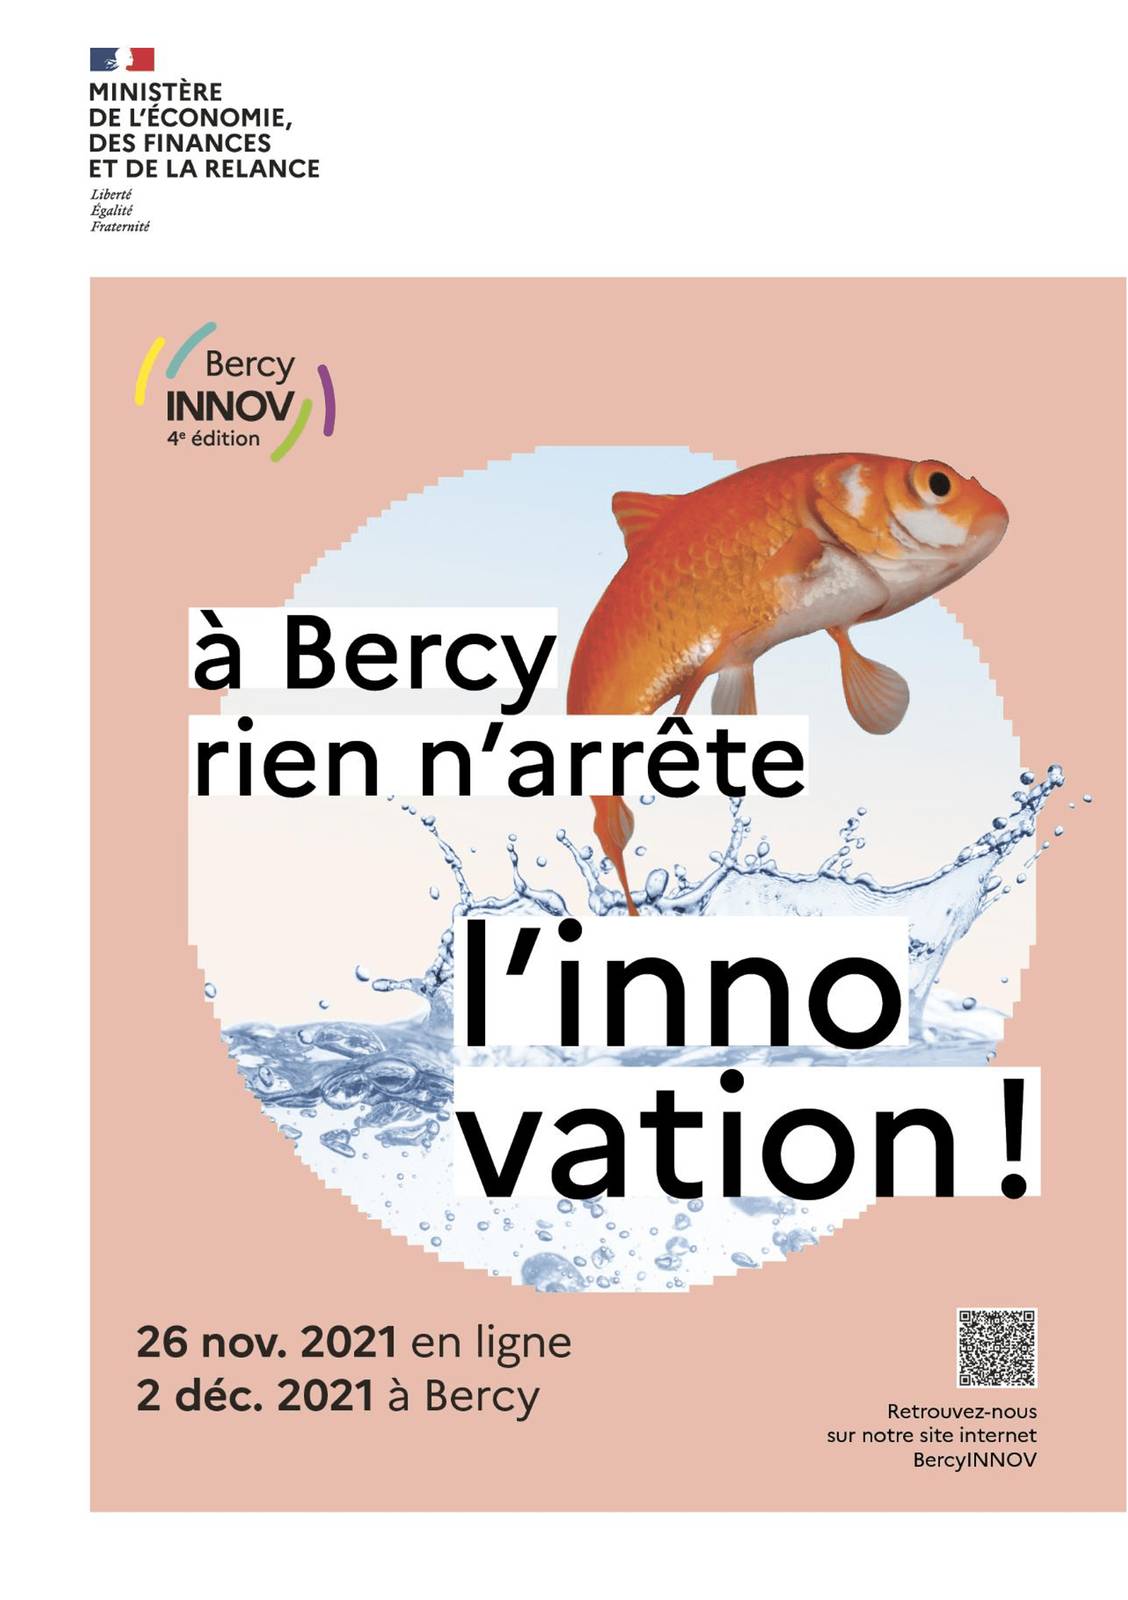 MINISTÈRE
DE L'ÉCONOMIE,
DES FINANCES
ET DE LA RELANCE
Liberté
Égalité
Fraternité
Bercy
INNOV
4e édition
à Bercy
rien n'arrête
l'inno
vation !
26 nov. 2021 en ligne
2 déc. 2021 à Bercy
Retrouvez-nous
sur notre site internet
BercyINNOV